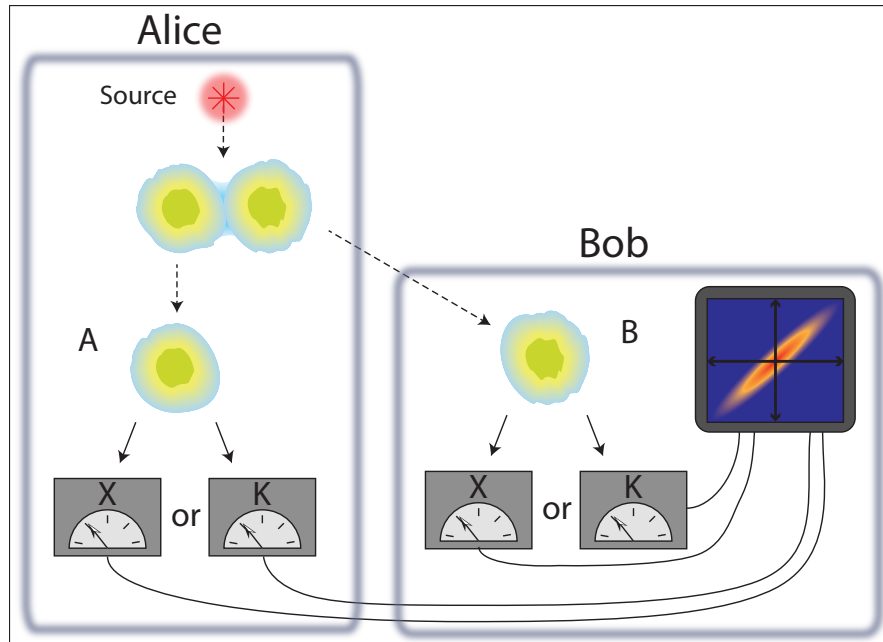 Alice
Source
Bob
A
B
X or K
X or K